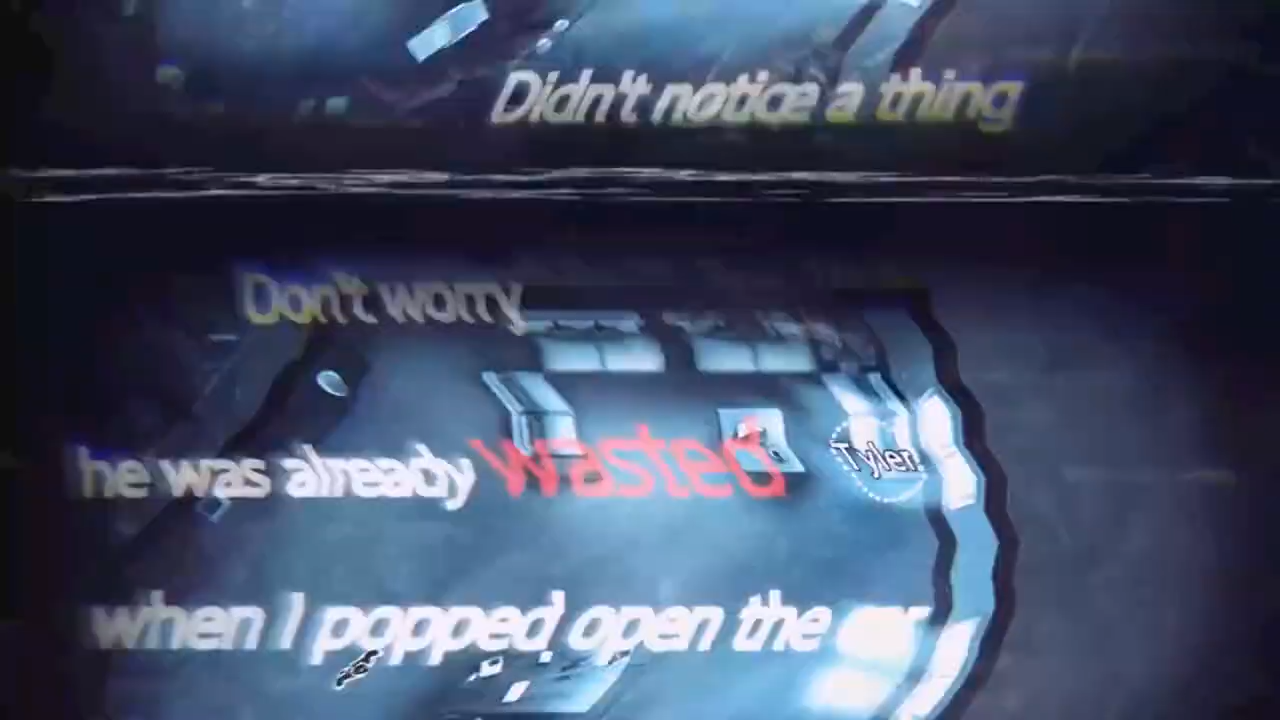 Didn't notice a thing
Don't worry
he was already wasted
Tyler
when I popped open the